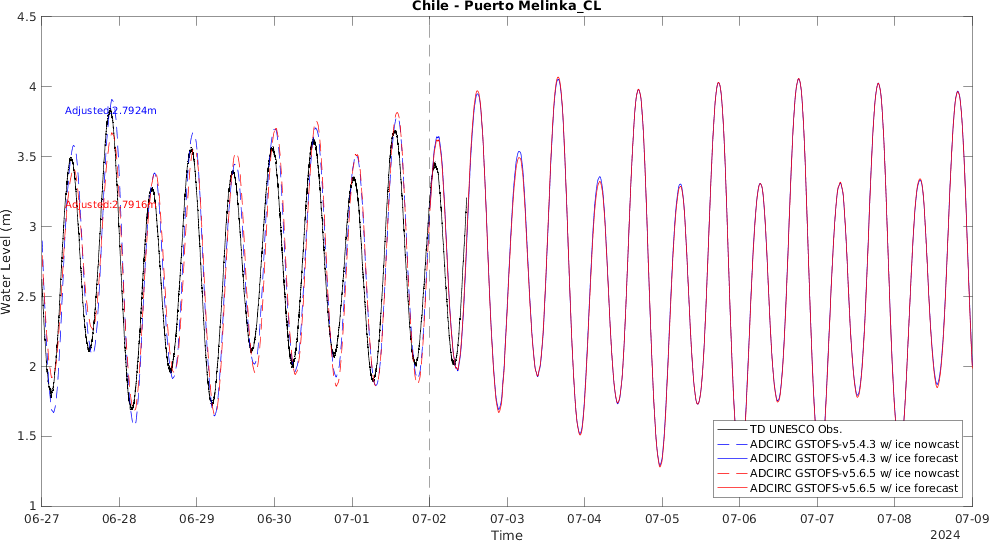 Chile - Puerto Melinka_CL
4.5
4
3.5
3
2.5
2
1.5
1
Water Level (m)
Adjusted:2.7924m
Adjusted:2.7916m
TD UNESCO Obs.
ADCIRC GSTOFS-v5.4.3 w/ ice nowcast
ADCIRC GSTOFS-v5.4.3 w/ ice forecast
ADCIRC GSTOFS-v5.6.5 w/ ice nowcast
ADCIRC GSTOFS-v5.6.5 w/ ice forecast
06-27 06-28 06-29 06-30 07-01 07-02 07-03 07-04 07-05 07-06 07-07 07-08 07-09
Time
2024